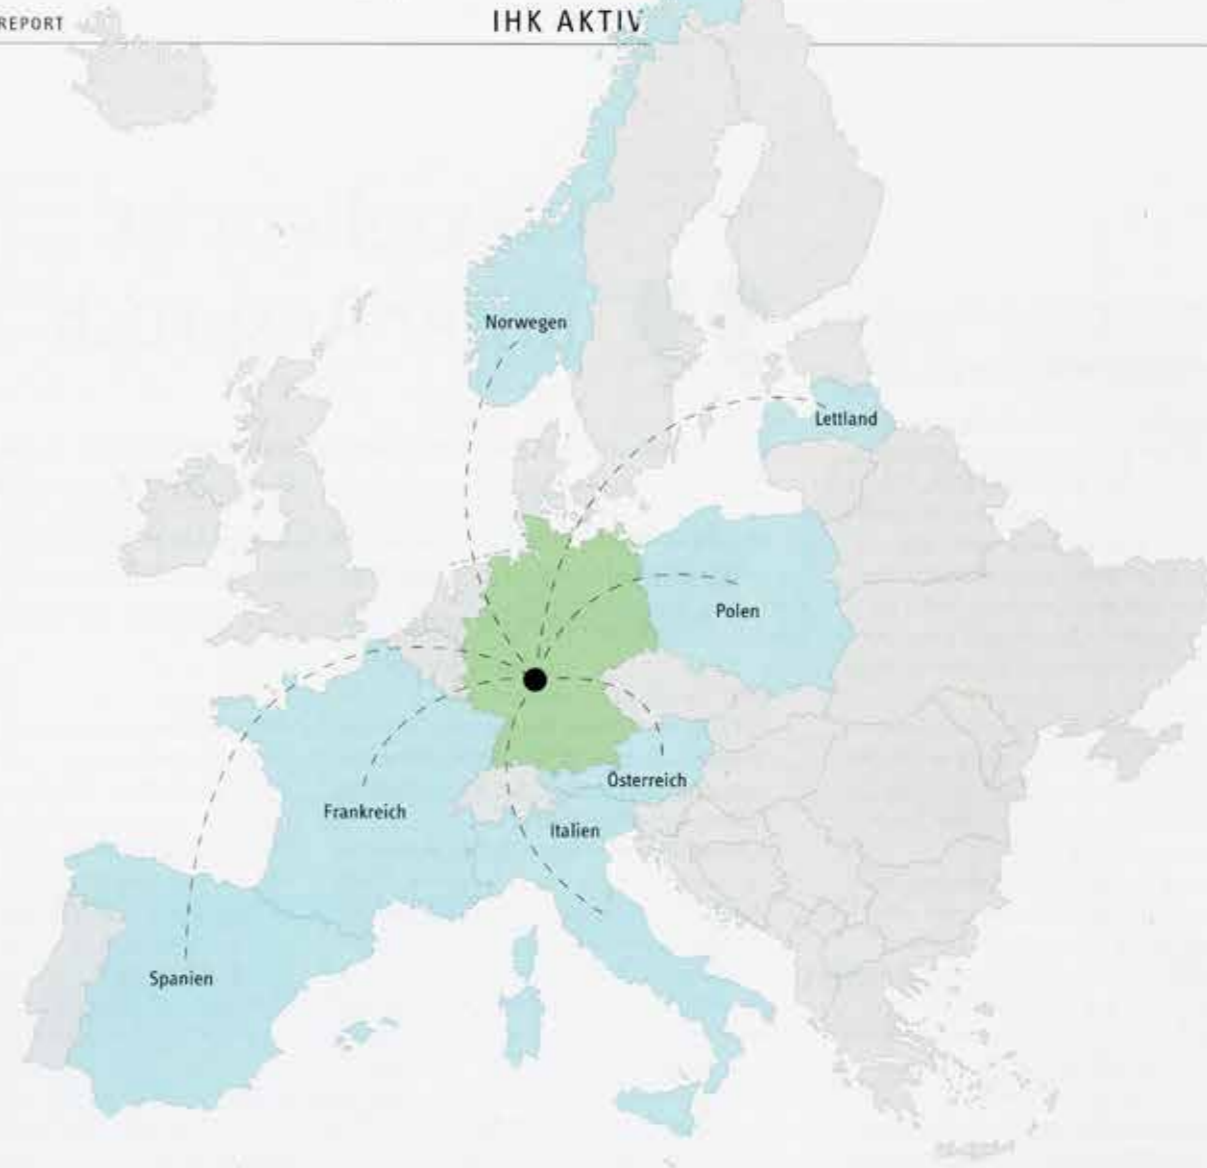 REPORT
IHK AKTIV
Norwegen
Lettland
Polen
Österreich
Frankreich
Italien
Spanien